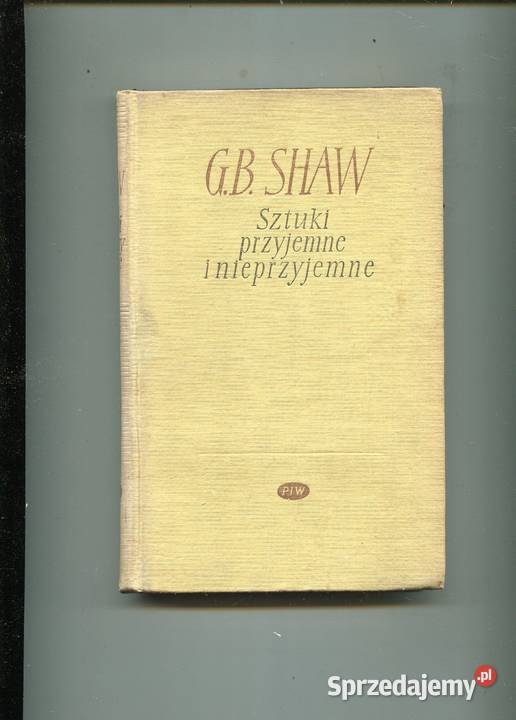 G.B. SHAW
Sztuki
przyjemne
i nieprzyjemne
PIW
Sprzedajemy.pl